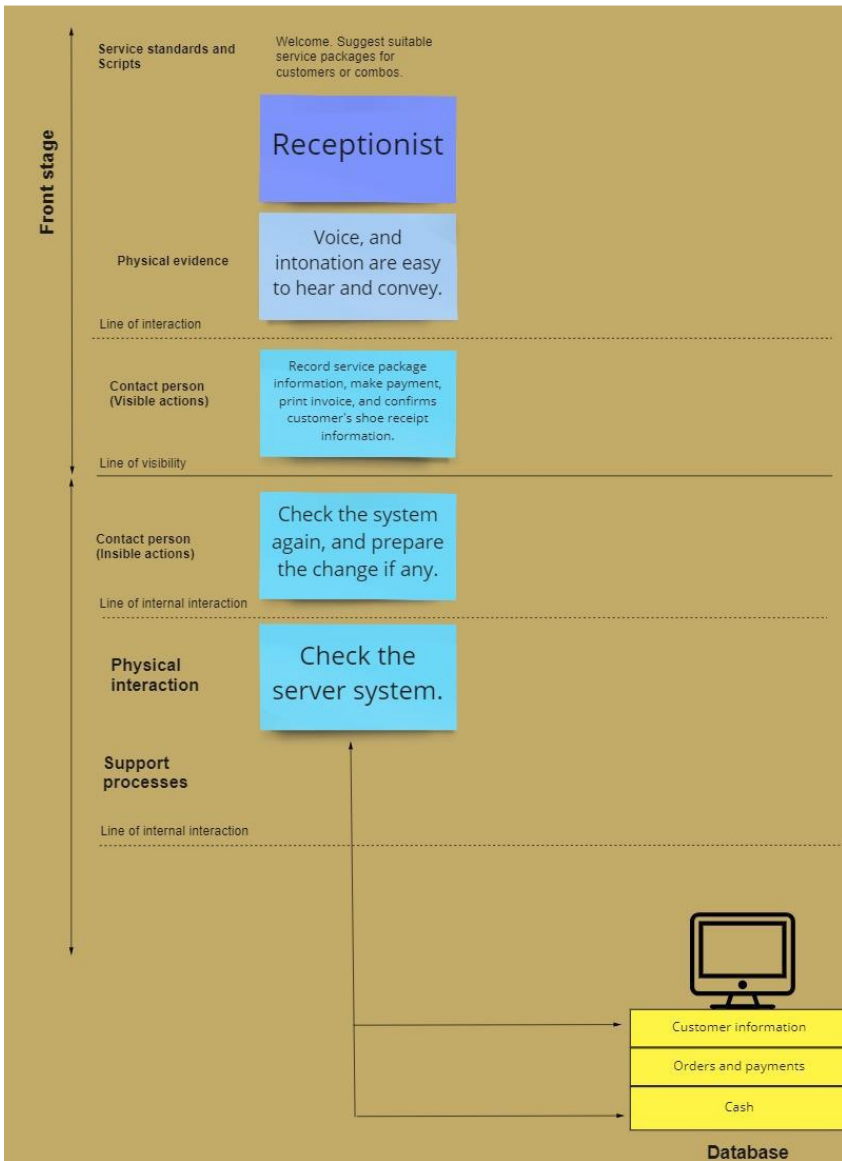 Service standards and
Scripts
Welcome. Suggest suitable
service packages for
customers or combos.
Front stage
Receptionist
Physical evidence
Voice, and
intonation are easy
to hear and convey.
Line of interaction
Contact person
(Visible actions)
Record service package
information, make payment,
print invoice, and confirms
customer's shoe receipt
information.
Line of visibility
Contact person
(Insible actions)
Check the system
again, and prepare
the change if any.
Line of internal interaction
Physical
interaction
Check the
server system.
Support
processes
Line of internal interaction
Customer information
Orders and payments
Cash
Database